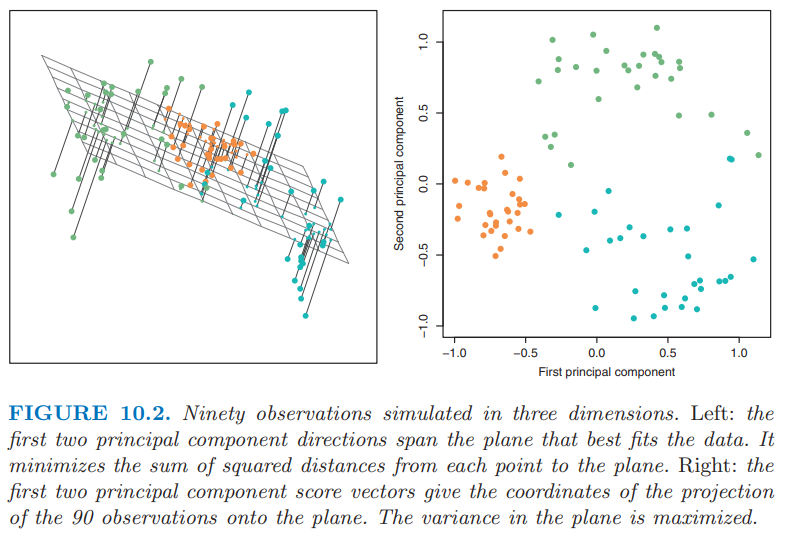 Second principal component
1.0
0.5
0.0
−0.5
−1.0
−1.0
−0.5
0.0
0.5
1.0
First principal component
FIGURE 10.2. Ninety observations simulated in three dimensions. Left: the
first two principal component directions span the plane that best fits the data. It
minimizes the sum of squared distances from each point to the plane. Right: the
first two principal component score vectors give the coordinates of the projection
of the 90 observations onto the plane. The variance in the plane is maximized.